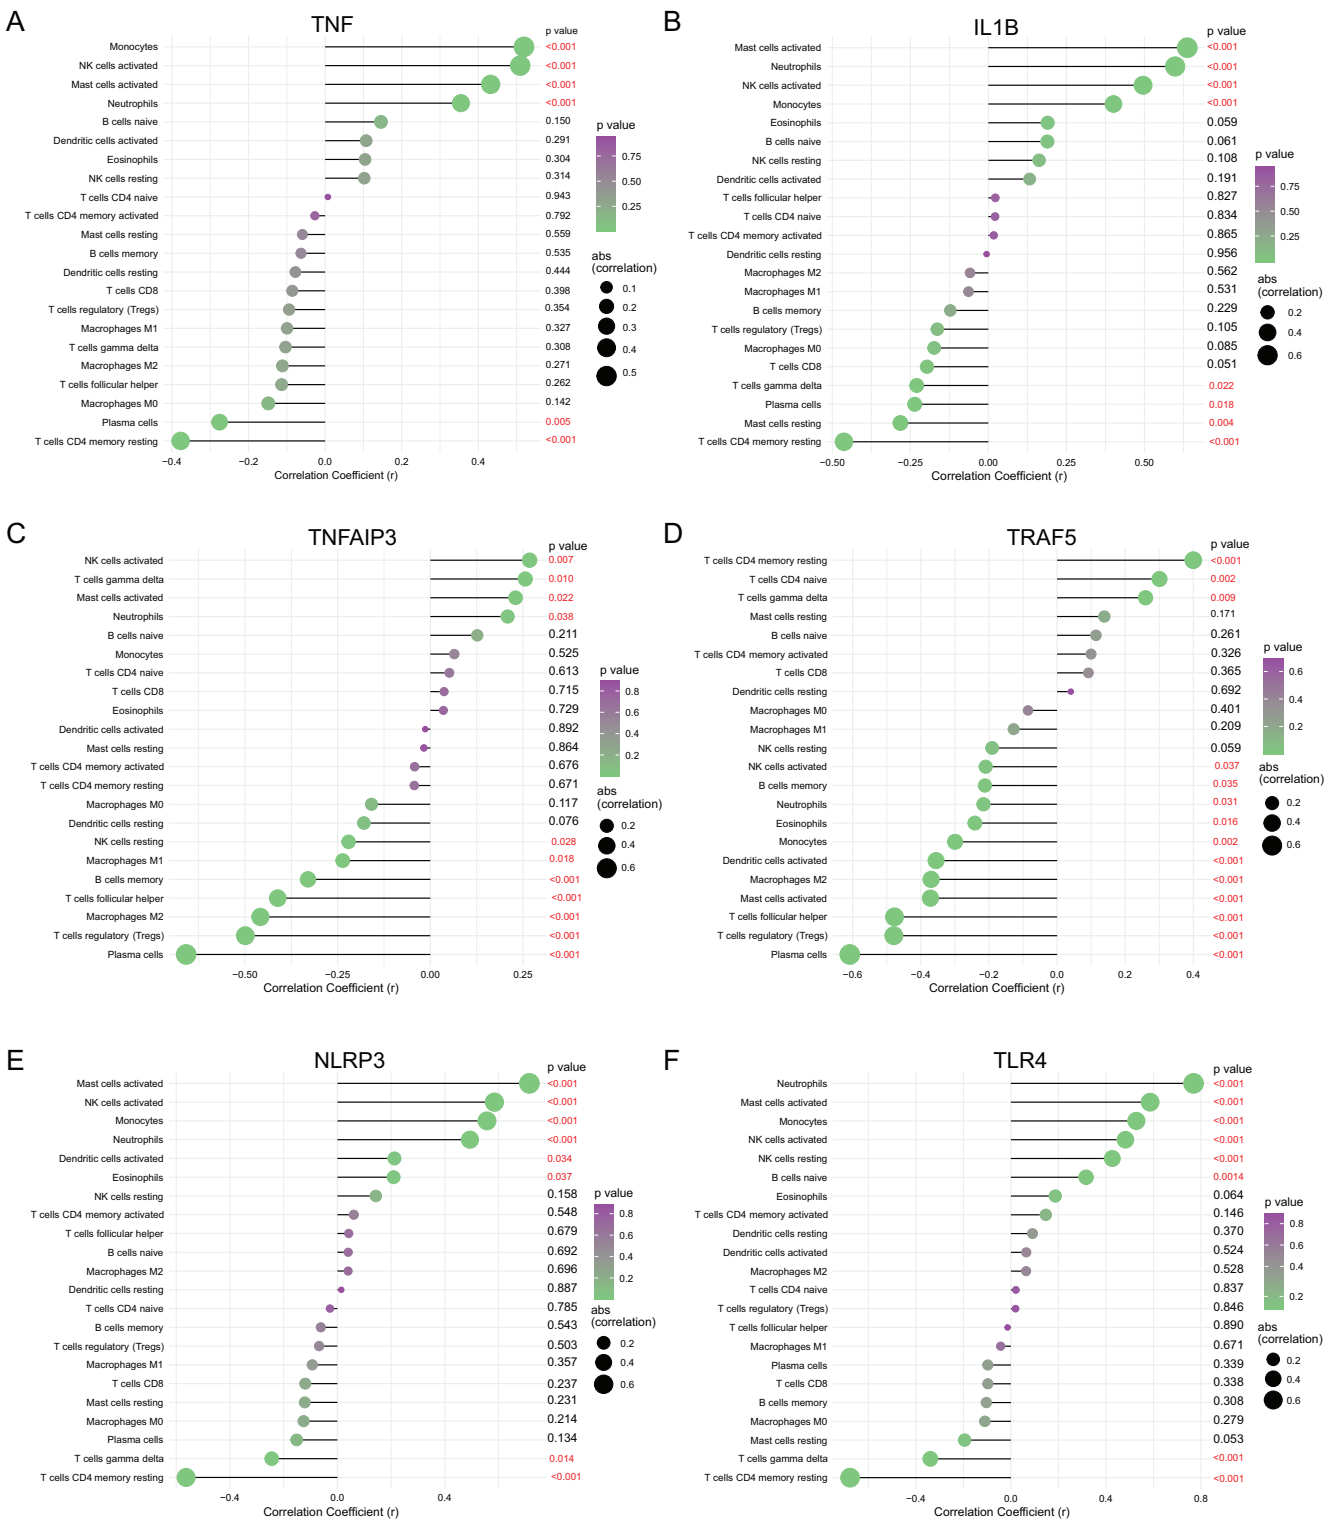 A
TNF
p value
Monocytes <0.001
NK cells activated <0.001
Mast cells activated <0.001
Neutrophils <0.001
B cells naive 0.150
Dendritic cells activated 0.291
Eosinophils 0.304
NK cells resting 0.314
T cells CD4 naive 0.943
T cells CD4 memory activated 0.792
Mast cells resting 0.559
B cells memory 0.535
Dendritic cells resting 0.444
T cells CD8 0.398
T cells regulatory (Tregs) 0.354
Macrophages M1 0.327
T cells gamma delta 0.308
Macrophages M2 0.271
T cells follicular helper 0.262
Macrophages M0 0.142
Plasma cells 0.005
T cells CD4 memory resting <0.001
−0.4 −0.2 0.0 0.2 0.4
Correlation Coefficient (r)
p value
0.75
0.50
0.25
abs
(correlation)
0.1
0.2
0.3
0.4
0.5
B
IL1B
p value
Mast cells activated <0.001
Neutrophils <0.001
NK cells activated <0.001
Monocytes <0.001
Eosinophils 0.059
B cells naive 0.061
NK cells resting 0.108
Dendritic cells activated 0.191
T cells follicular helper 0.827
T cells CD4 naive 0.834
T cells CD4 memory activated 0.865
Dendritic cells resting 0.956
Macrophages M2 0.562
Macrophages M1 0.531
B cells memory 0.229
T cells regulatory (Tregs) 0.105
Macrophages M0 0.085
T cells CD8 0.051
T cells gamma delta 0.022
Plasma cells 0.018
Mast cells resting 0.004
T cells CD4 memory resting <0.001
−0.50 −0.25 0.00 0.25 0.50
Correlation Coefficient (r)
p value
0.75
0.50
0.25
abs
(correlation)
0.2
0.4
0.6
C
TNFAIP3
p value
NK cells activated 0.007
T cells gamma delta 0.010
Mast cells activated 0.022
Neutrophils 0.038
B cells naive 0.211
Monocytes 0.525
T cells CD4 naive 0.613
T cells CD8 0.715
Eosinophils 0.729
Dendritic cells activated 0.892
Mast cells resting 0.864
T cells CD4 memory activated 0.676
T cells CD4 memory resting 0.671
Macrophages M0 0.117
Dendritic cells resting 0.076
NK cells resting 0.028
Macrophages M1 0.018
B cells memory <0.001
T cells follicular helper <0.001
Macrophages M2 <0.001
T cells regulatory (Tregs) <0.001
Plasma cells <0.001
−0.50 −0.25 0.00 0.25
Correlation Coefficient (r)
p value
0.8
0.6
0.4
0.2
abs
(correlation)
0.2
0.4
0.6
D
TRAF5
p value
T cells CD4 memory resting <0.001
T cells CD4 naive 0.002
T cells gamma delta 0.009
Mast cells resting 0.171
B cells naive 0.261
T cells CD4 memory activated 0.326
T cells CD8 0.365
Dendritic cells resting 0.692
Macrophages M0 0.401
Macrophages M1 0.209
NK cells resting 0.059
NK cells activated 0.037
B cells memory 0.035
Neutrophils 0.031
Eosinophils 0.016
Monocytes 0.002
Dendritic cells activated <0.001
Macrophages M2 <0.001
Mast cells activated <0.001
T cells follicular helper <0.001
T cells regulatory (Tregs) <0.001
Plasma cells <0.001
−0.6 −0.4 −0.2 0.0 0.2 0.4
Correlation Coefficient (r)
p value
0.6
0.4
0.2
abs
(correlation)
0.2
0.4
0.6
E
NLRP3
p value
Mast cells activated <0.001
NK cells activated <0.001
Monocytes <0.001
Neutrophils <0.001
Dendritic cells activated 0.034
Eosinophils 0.037
NK cells resting 0.158
T cells CD4 memory activated 0.548
T cells follicular helper 0.679
B cells naive 0.692
Macrophages M2 0.696
Dendritic cells resting 0.887
T cells CD4 naive 0.785
B cells memory 0.543
T cells regulatory (Tregs) 0.503
Macrophages M1 0.357
T cells CD8 0.237
Mast cells resting 0.231
Macrophages M0 0.214
Plasma cells 0.134
T cells gamma delta 0.014
T cells CD4 memory resting <0.001
−0.4 0.0 0.4
Correlation Coefficient (r)
p value
0.8
0.6
0.4
0.2
abs
(correlation)
0.2
0.4
0.6
F
TLR4
p value
Neutrophils <0.001
Mast cells activated <0.001
Monocytes <0.001
NK cells activated <0.001
NK cells resting <0.001
B cells naive 0.0014
Eosinophils 0.064
T cells CD4 memory activated 0.146
Dendritic cells resting 0.370
Dendritic cells activated 0.524
Macrophages M2 0.528
T cells CD4 naive 0.837
T cells regulatory (Tregs) 0.846
T cells follicular helper 0.890
Macrophages M1 0.671
Plasma cells 0.339
T cells CD8 0.338
B cells memory 0.308
Macrophages M0 0.279
Mast cells resting 0.053
T cells gamma delta <0.001
T cells CD4 memory resting <0.001
−0.4 0.0 0.4 0.8
Correlation Coefficient (r)
p value
0.8
0.6
0.4
0.2
abs
(correlation)
0.2
0.4
0.6